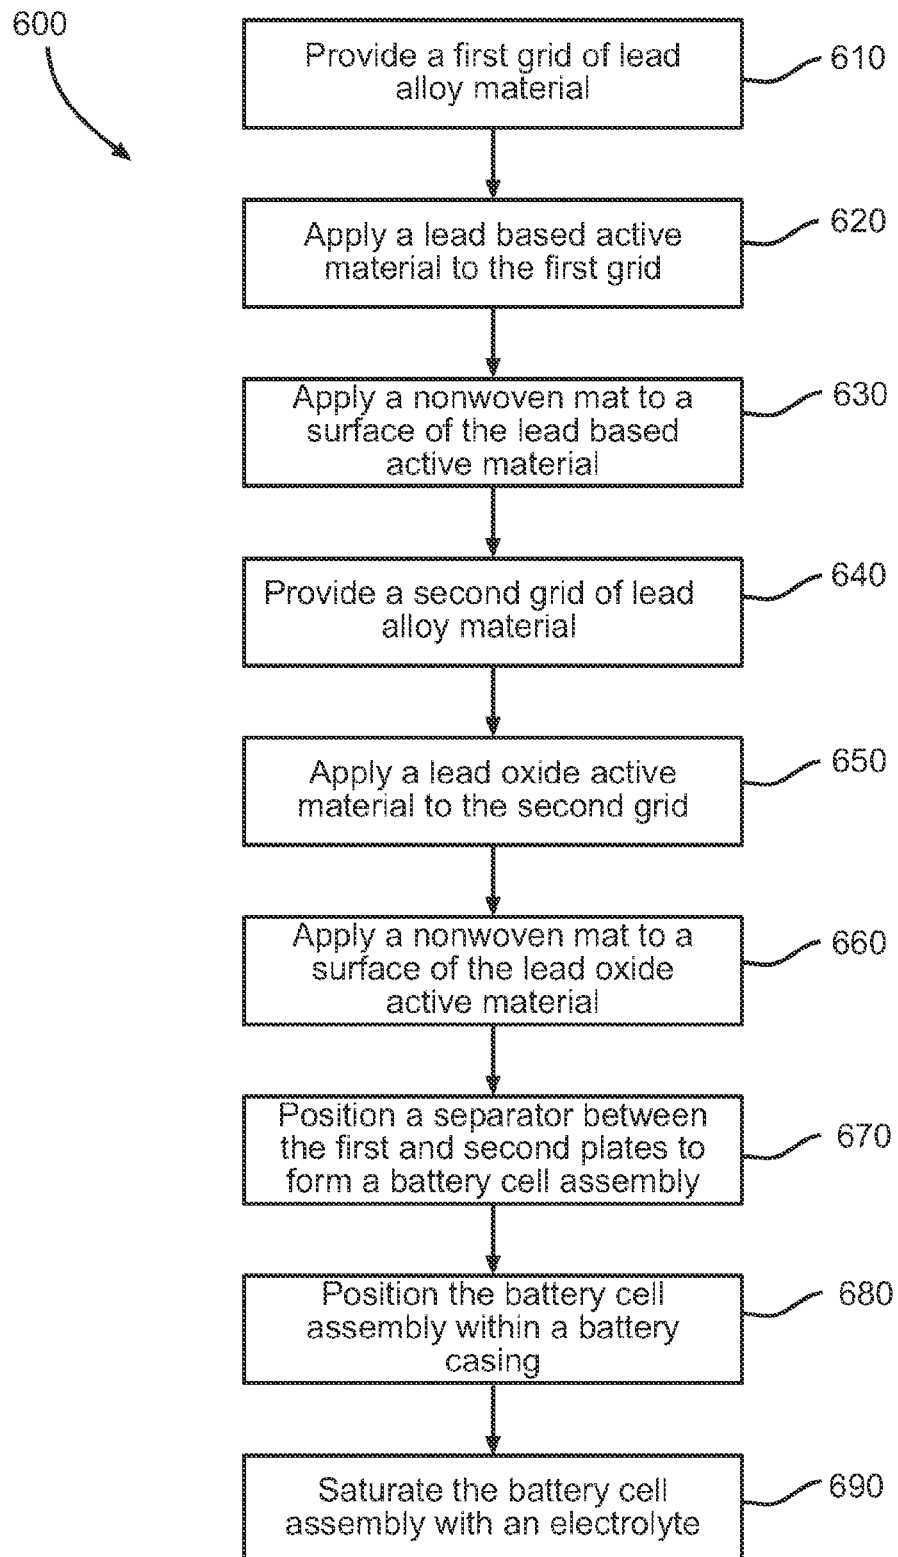 600
Provide a first grid of lead
alloy material
610
Apply a lead based active
material to the first grid
620
Apply a nonwoven mat to a
surface of the lead based
active material
630
Provide a second grid of lead
alloy material
640
Apply a lead oxide active
material to the second grid
650
Apply a nonwoven mat to a
surface of the lead oxide
active material
660
Position a separator between
the first and second plates to
form a battery cell assembly
670
Position the battery cell
assembly within a battery
casing
680
Saturate the battery cell
assembly with an electrolyte
690